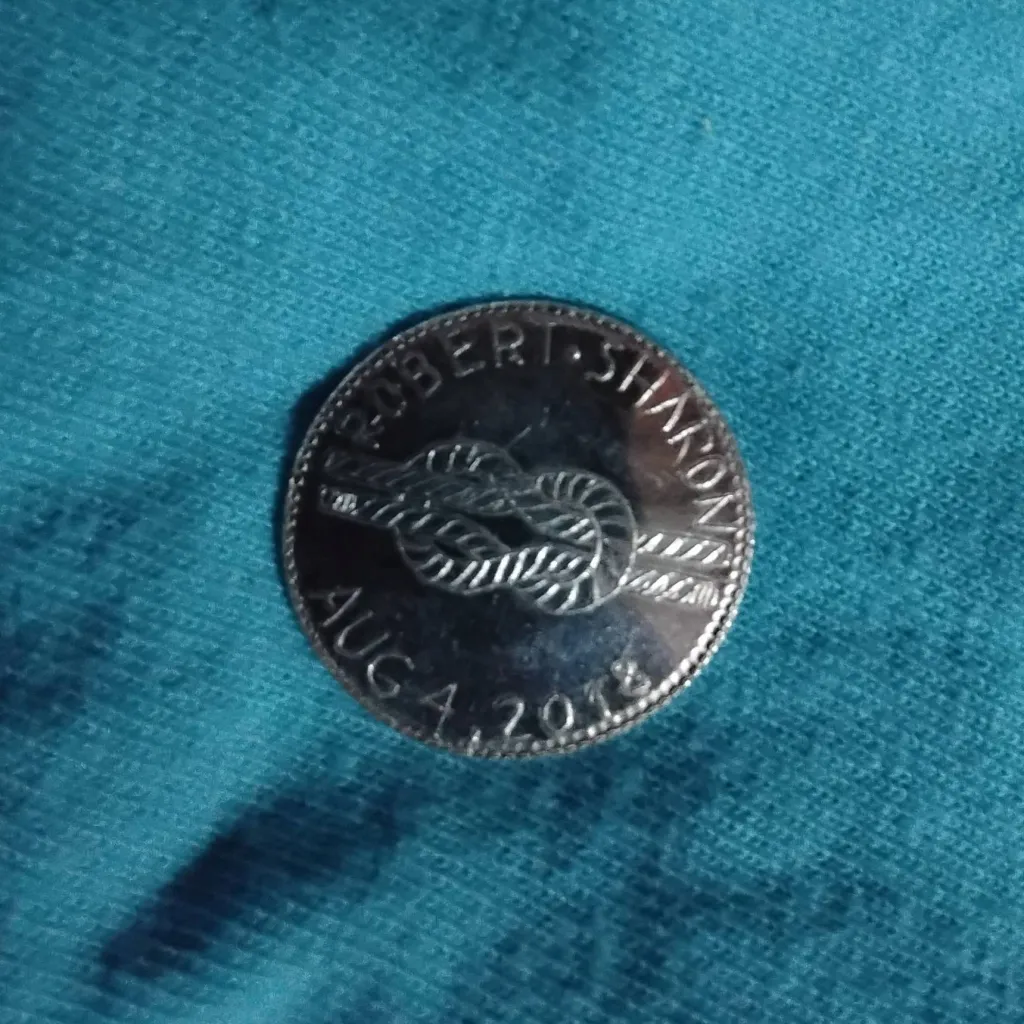 ROBERT · SHARON
AUG 4, 2018